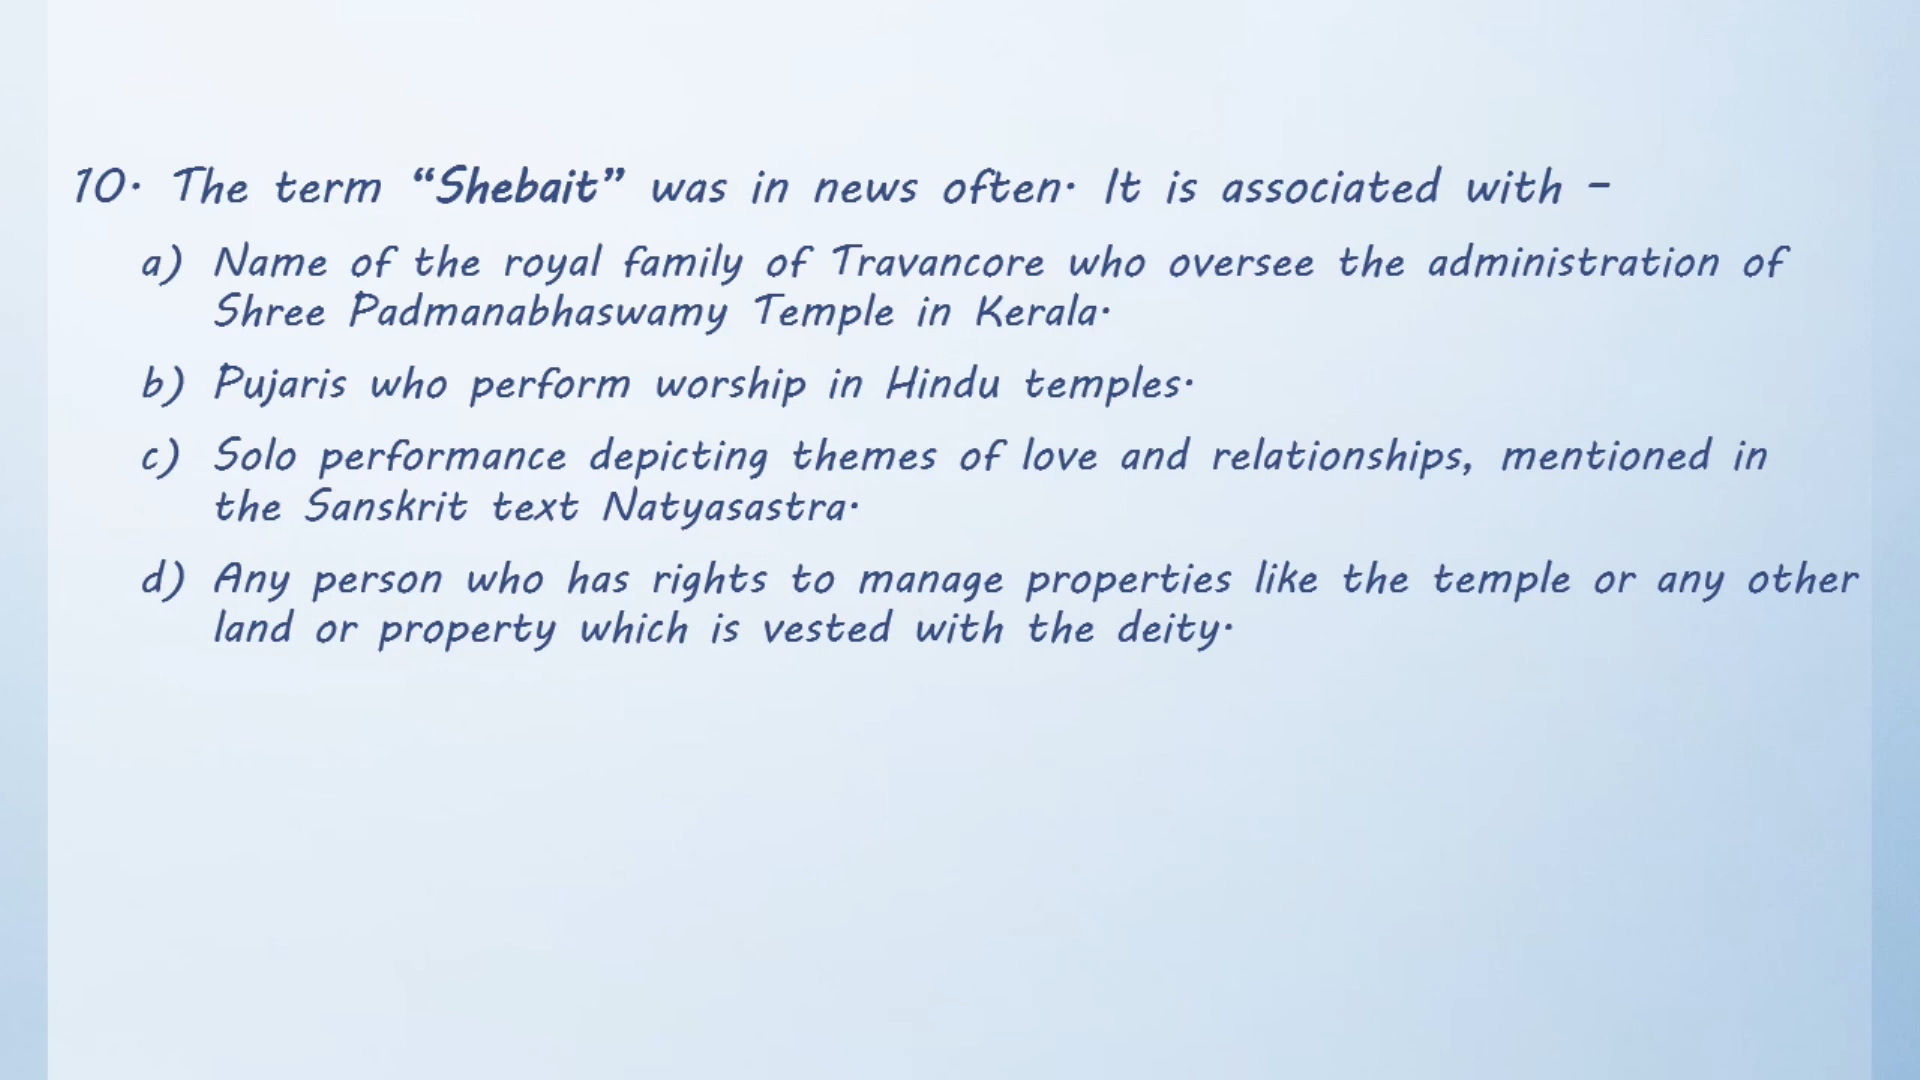 10. The term “Shebait” was in news often. It is associated with –
a) Name of the royal family of Travancore who oversee the administration of
Shree Padmanabhaswamy Temple in Kerala.
b) Pujaris who perform worship in Hindu temples.
c) Solo performance depicting themes of love and relationships, mentioned in
the Sanskrit text Natyasastra.
d) Any person who has rights to manage properties like the temple or any other
land or property which is vested with the deity.